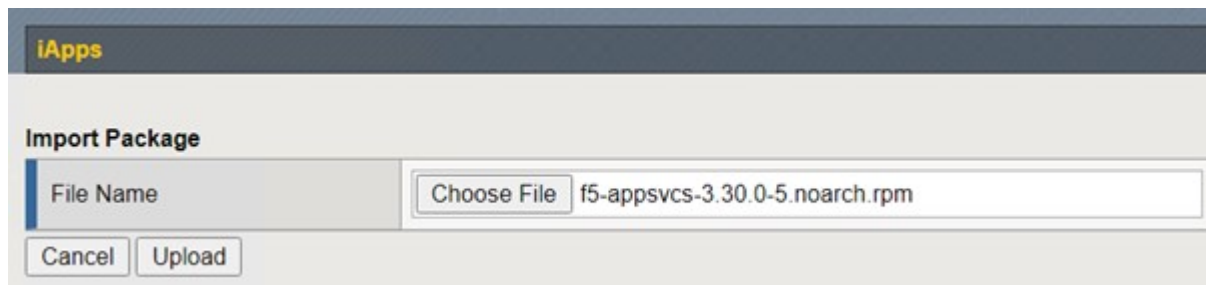 iApps
Import Package
File Name Choose File f5-appsvcs-3.30.0-5.noarch.rpm
Cancel Upload